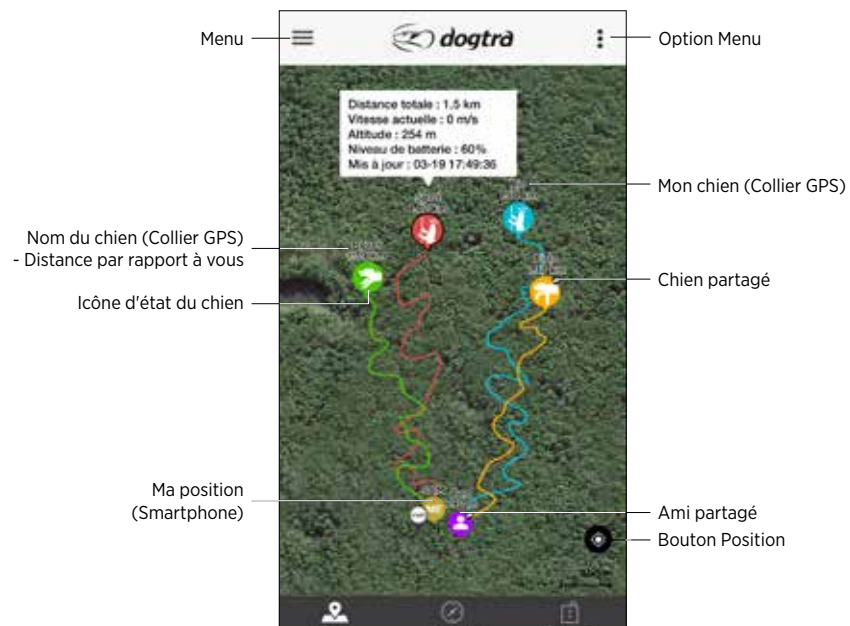 Menu
dogtra
Option Menu
Distance totale : 1.5 km
Vitesse actuelle : 0 m/s
Altitude : 254 m
Niveau de batterie : 60%
Mis à jour : 03-19 17:49:36
Mon chien (Collier GPS)
Nom du chien (Collier GPS)
- Distance par rapport à vous
Chien partagé
Icône d'état du chien
Ma position
(Smartphone)
Ami partagé
Bouton Position